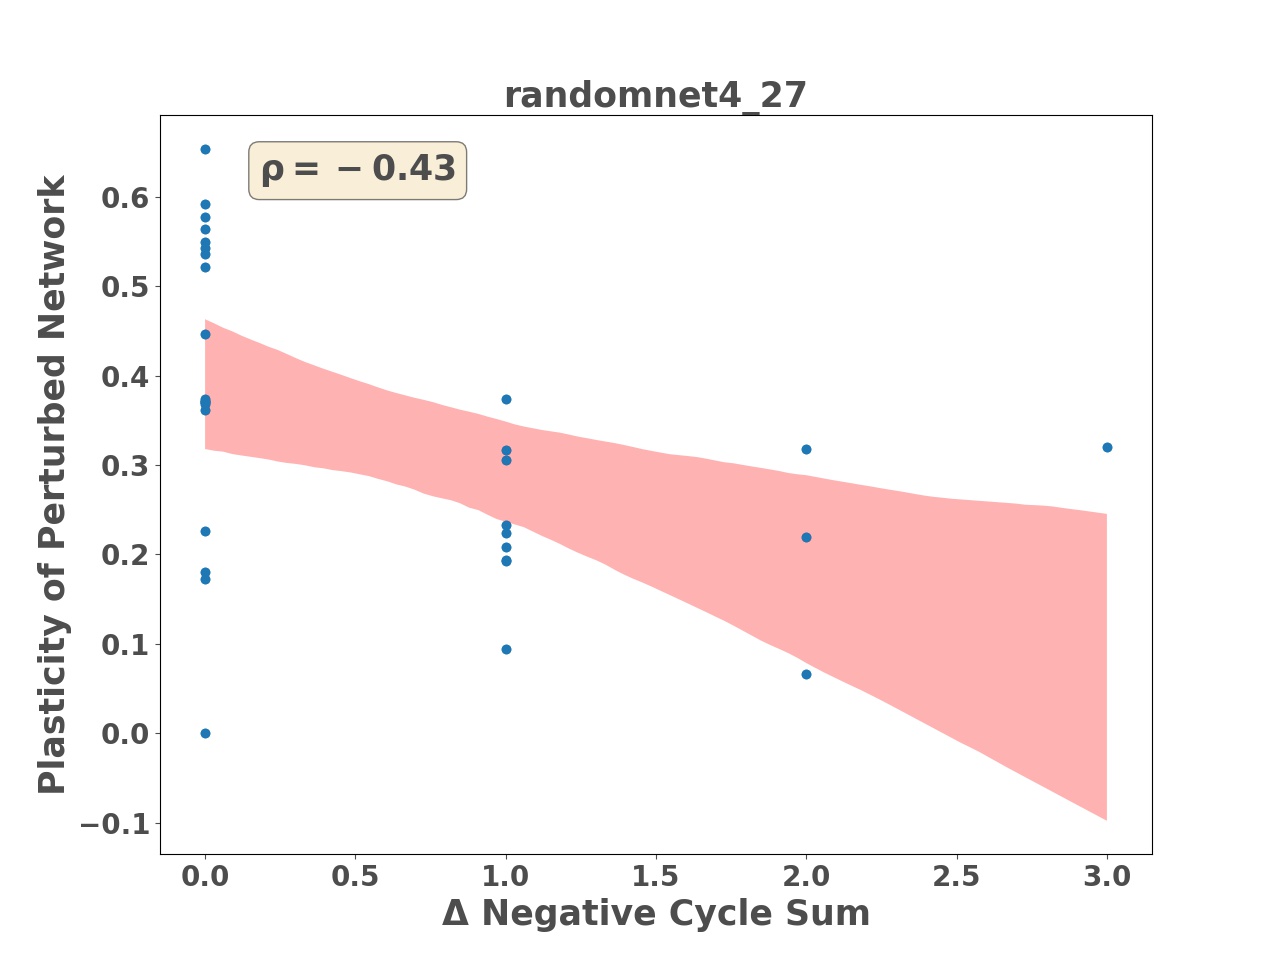 randomnet4_27
ρ = − 0.43
Plasticity of Perturbed Network
0.6
0.5
0.4
0.3
0.2
0.1
0.0
−0.1
0.0 0.5 1.0 1.5 2.0 2.5 3.0
Δ Negative Cycle Sum